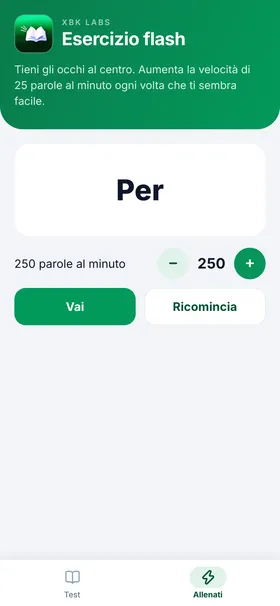 XBK LABS
Esercizio flash
Tieni gli occhi al centro. Aumenta la velocità di
25 parole al minuto ogni volta che ti sembra
facile.
Per
250 parole al minuto − 250 +
Vai Ricomincia
Test Allenati